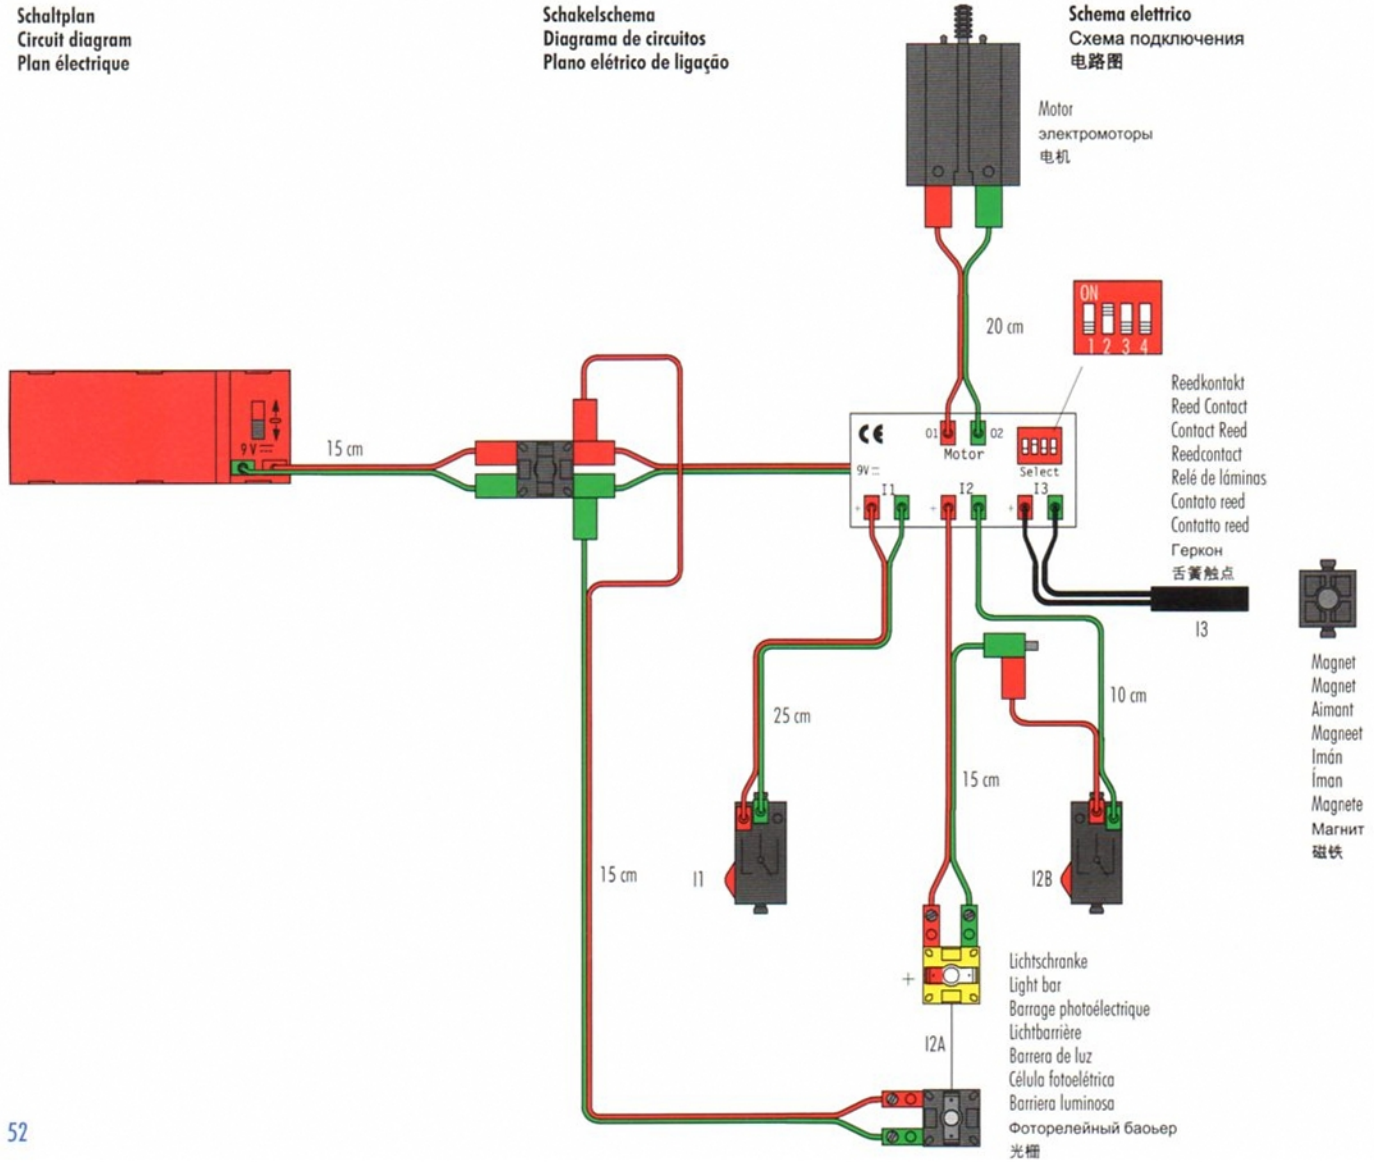 Schaltplan
Circuit diagram
Plan électrique
Schakelschema
Diagrama de circuitos
Plano elétrico de ligação
Schema elettrico
Схема подключения
电路图
Motor
электромоторы
电机
20 cm
ON
1 2 3 4
Reedkontakt
Reed Contact
Contact Reed
Reedcontact
Relé de láminas
Contato reed
Contatto reed
Геркон
舌簧触点
9V
15 cm
CE
O1
O2
Motor
9V
Select
I1
I2
I3
+
+
+
I3
Magnet
Magnet
Aimant
Magneet
Imán
Íman
Magnete
Магнит
磁铁
25 cm
10 cm
15 cm
15 cm
I1
I2B
+
Lichtschranke
Light bar
Barrage photoélectrique
Lichtbarrière
Barrera de luz
Célula fotoelétrica
Barriera luminosa
Фоторелейный баоьер
光栅
I2A
52